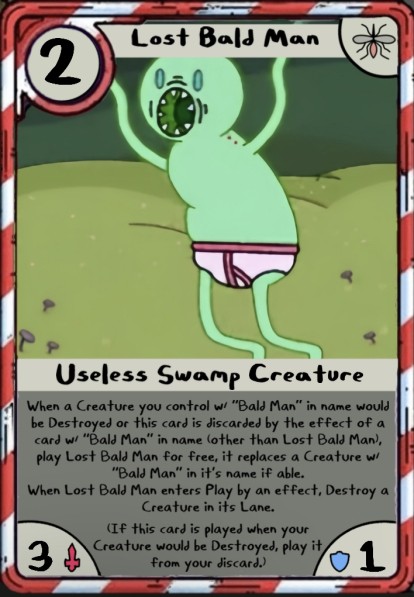 2
Lost Bald Man
Useless Swamp Creature
When a Creature you control w/ "Bald Man" in name would
be Destroyed or this card is discarded by the effect of a
card w/ "Bald Man" in name (other than Lost Bald Man),
play Lost Bald Man for free, it replaces a Creature w/
"Bald Man" in it's name if able.
When Lost Bald Man enters Play by an effect, Destroy a
Creature in its Lane.
(If this card is played when your
Creature would be Destroyed, play it
from your discard.)
3
1